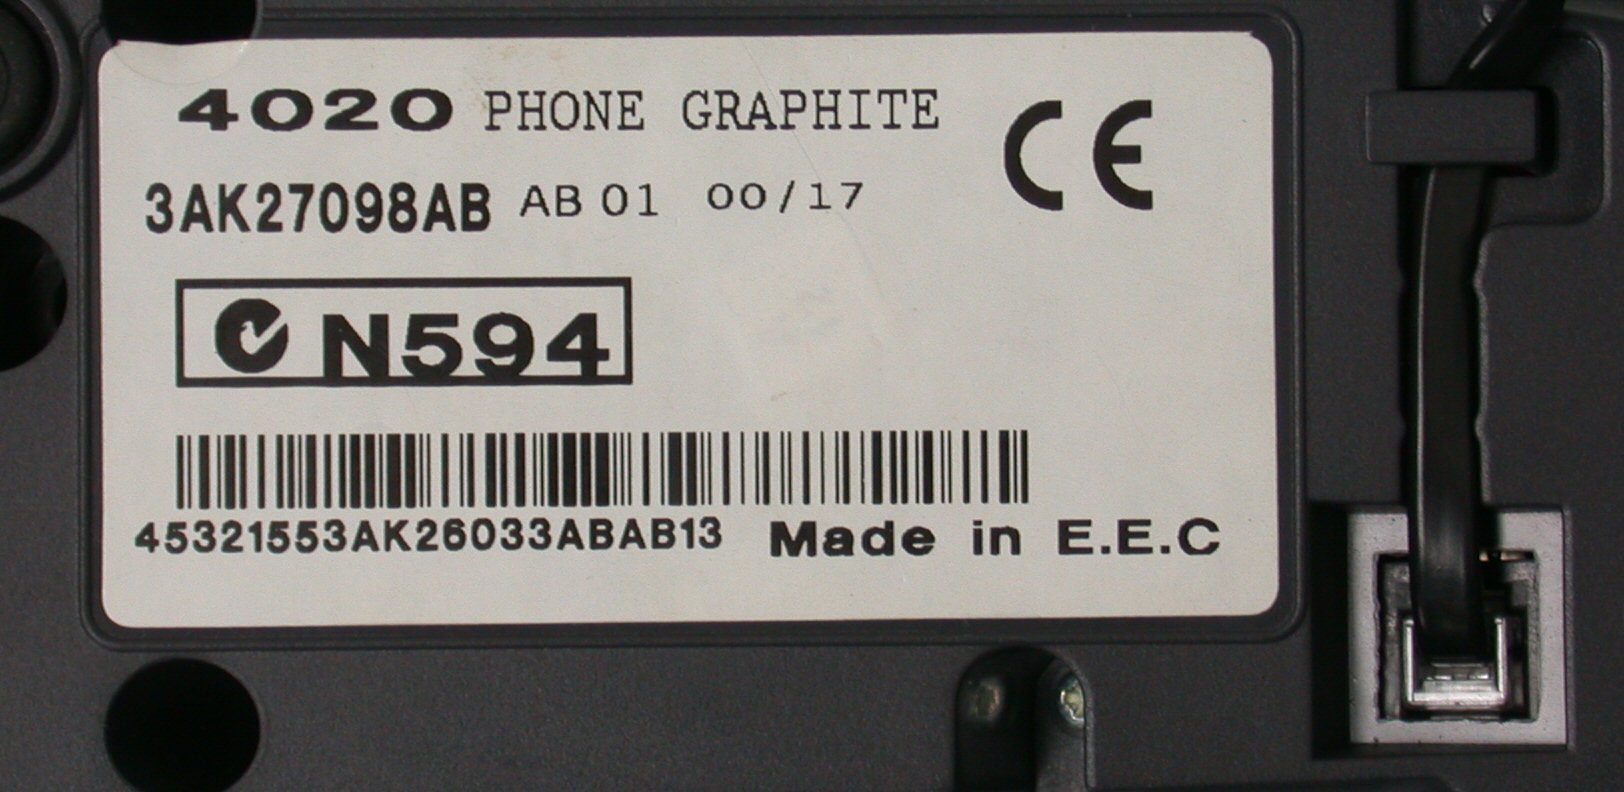 4020 PHONE GRAPHITE
CE
3AK27098AB AB 01 00/17
N594
45321553AK26033ABAB13 Made in E.E.C